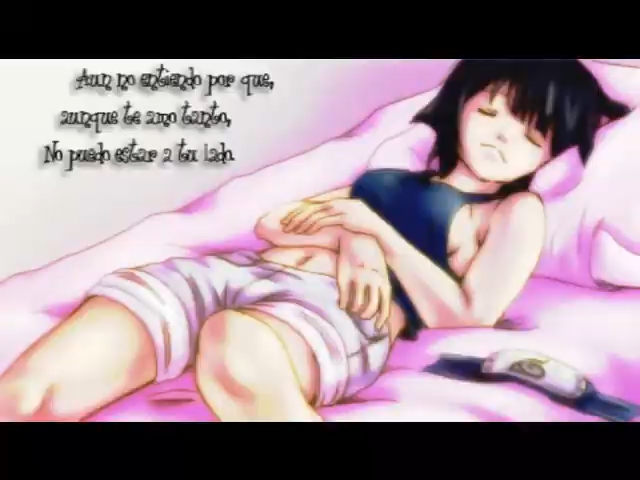 Aun no entiendo por que,
aunque te amo tanto,
No puedo estar a tu lado.